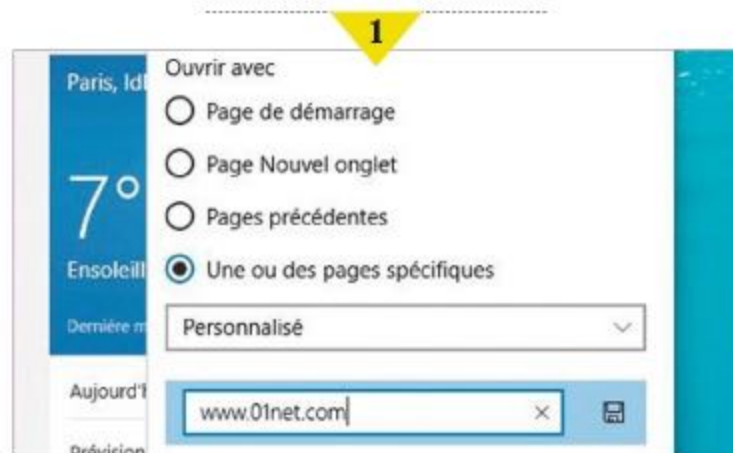 1
Ouvrir avec
Paris, Id
Page de démarrage
Page Nouvel onglet
7°
Pages précédentes
Ensoleill
Une ou des pages spécifiques
Dernière m
Personnalisé
Aujourd'h
www.01net.com
Prévision